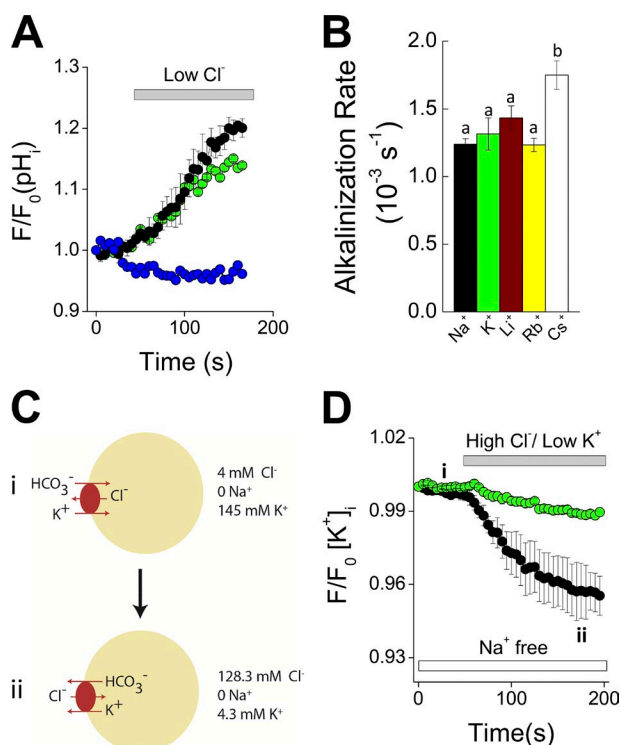 A
Low Cl⁻
F/F₀(pHᵢ)
1.3
1.2
1.1
1.0
0.9
0
100
200
Time (s)
B
Alkalinization Rate
(10⁻³ s⁻¹)
2.0
1.5
1.0
0.5
0.0
a
a
a
a
b
Na⁺
K⁺
Li⁺
Rb⁺
Cs⁺
C
i
HCO₃⁻
Cl⁻
K⁺
4 mM Cl⁻
0 Na⁺
145 mM K⁺
ii
HCO₃⁻
Cl⁻
K⁺
128.3 mM Cl⁻
0 Na⁺
4.3 mM K⁺
D
High Cl⁻/ Low K⁺
F/F₀ [K⁺]ᵢ
1.02
0.99
0.96
0.93
i
ii
Na⁺ free
0
100
200
Time(s)